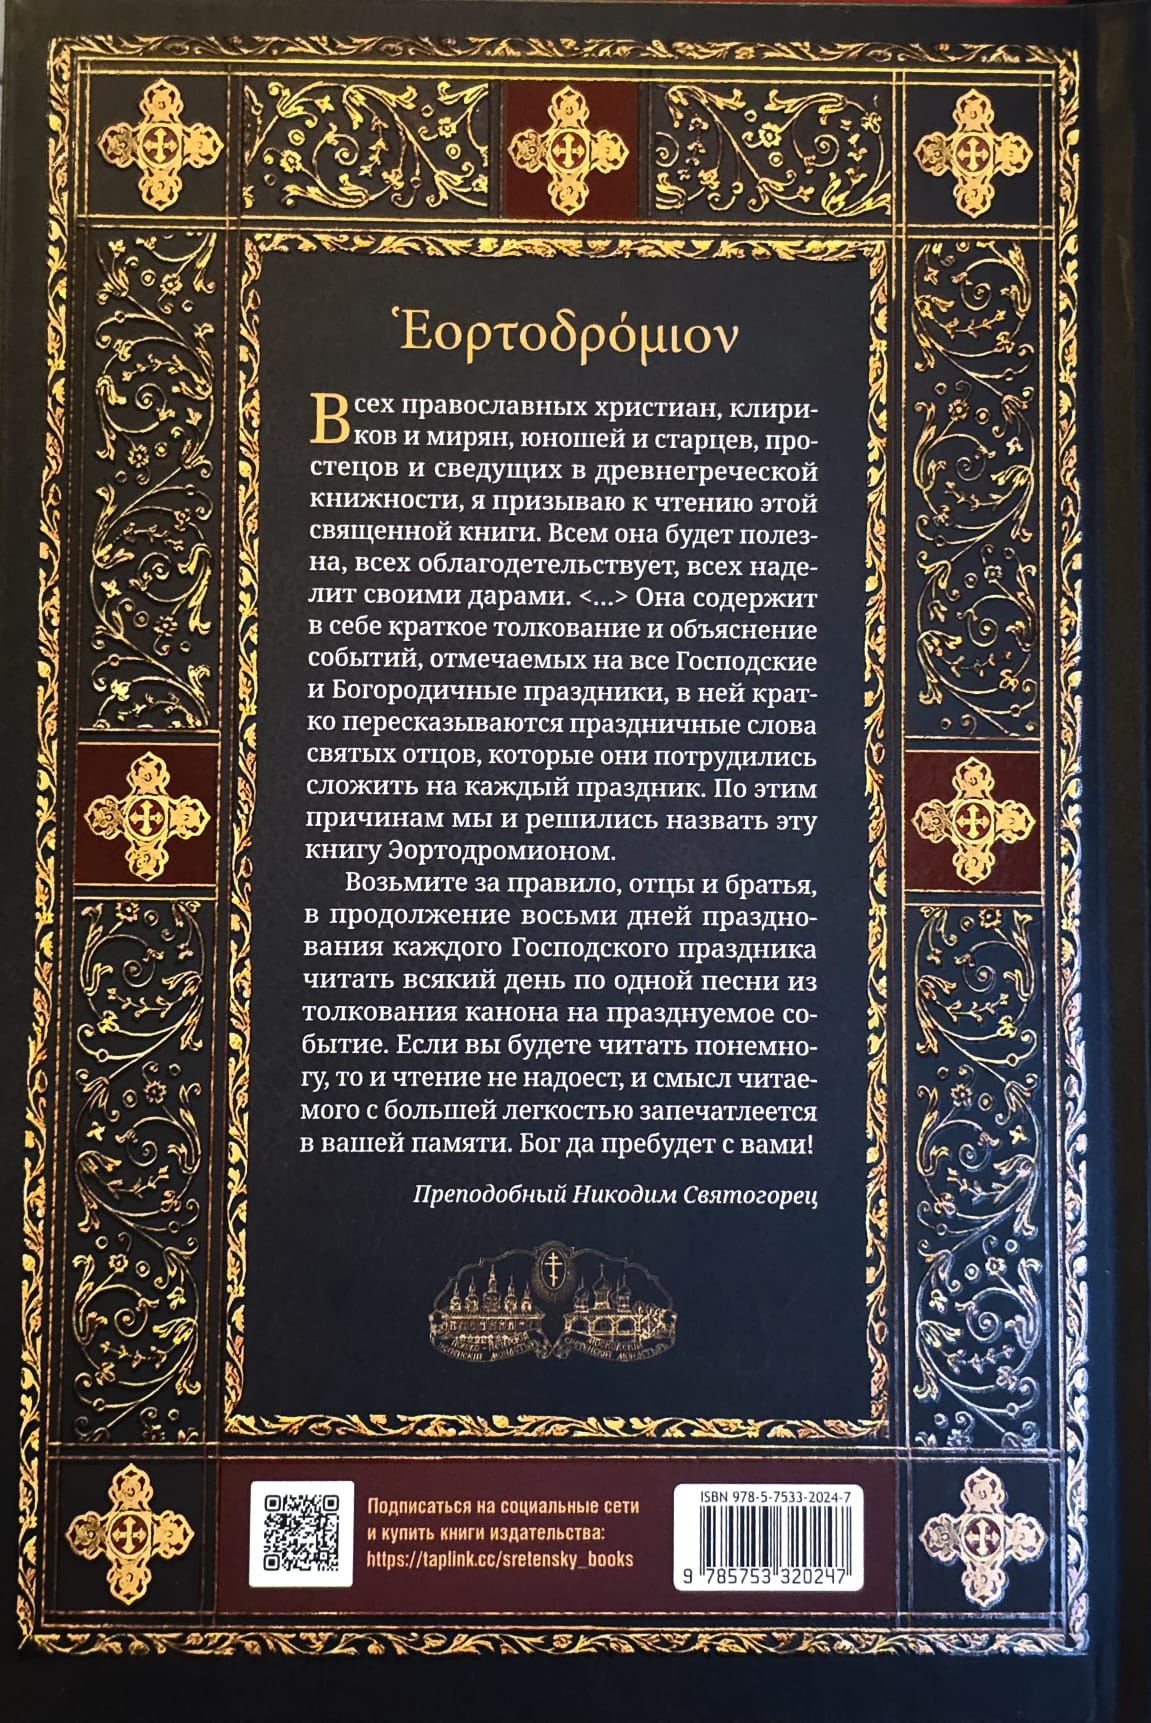 Ἑορτοδρόμιον
Всех православных христиан, клири-
ков и мирян, юношей и старцев, про-
стецов и сведущих в древнегреческой
книжности, я призываю к чтению этой
священной книги. Всем она будет полез-
на, всех облагодетельствует, всех наде-
лит своими дарами. <...> Она содержит
в себе краткое толкование и объяснение
событий, отмечаемых на все Господские
и Богородичные праздники, в ней крат-
ко пересказываются праздничные слова
святых отцов, которые они потрудились
сложить на каждый праздник. По этим
причинам мы и решились назвать эту
книгу Эортодромионом.
Возьмите за правило, отцы и братья,
в продолжение восьми дней праздно-
вания каждого Господского праздника
читать всякий день по одной песни из
толкования канона на празднуемое со-
бытие. Если вы будете читать понемно-
гу, то и чтение не надоест, и смысл читае-
мого с большей легкостью запечатлеется
в вашей памяти. Бог да пребудет с вами!
Преподобный Никодим Святогорец
Подписаться на социальные сети
и купить книги издательства:
https://taplink.cc/sretensky_books
ISBN 978-5-7533-2024-7
9 785753 320247